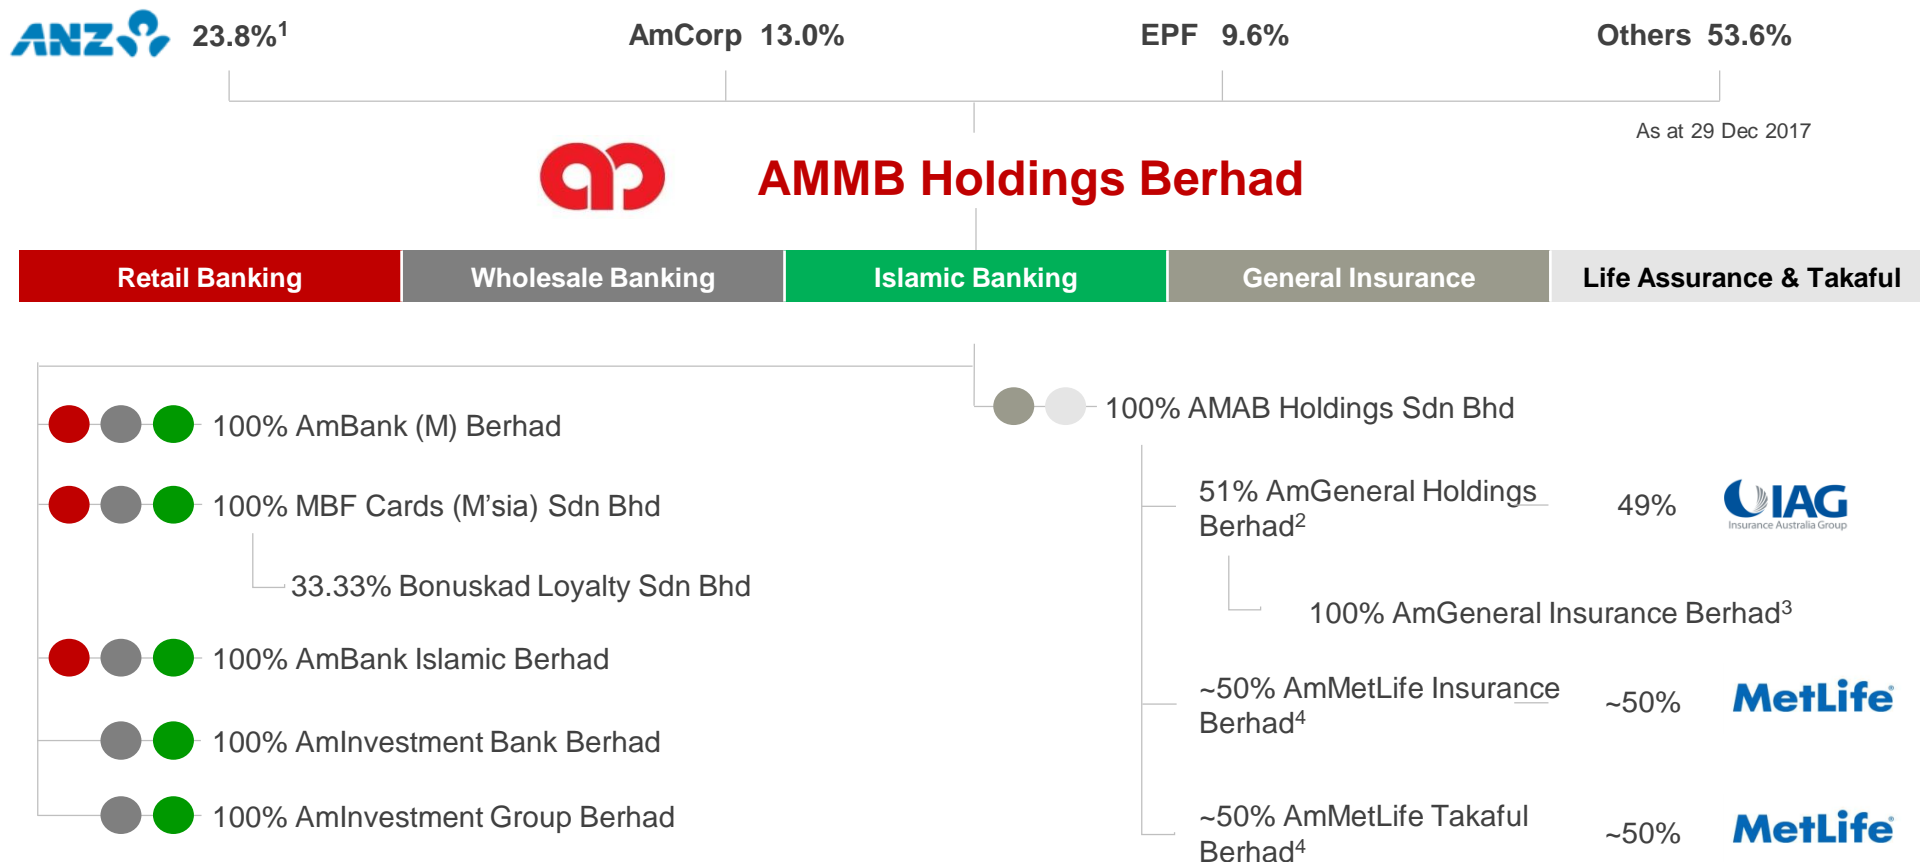 ANZ 23.8%1
AmCorp 13.0%
EPF 9.6%
Others 53.6%
As at 29 Dec 2017
AMMB Holdings Berhad
Retail Banking
Wholesale Banking
Islamic Banking
General Insurance
Life Assurance & Takaful
100% AmBank (M) Berhad
100% MBF Cards (M'sia) Sdn Bhd
33.33% Bonuskad Loyalty Sdn Bhd
100% AmBank Islamic Berhad
100% AmInvestment Bank Berhad
100% AmInvestment Group Berhad
100% AMAB Holdings Sdn Bhd
51% AmGeneral Holdings
Berhad2
49%
IAG
Insurance Australia Group
100% AmGeneral Insurance Berhad3
~50% AmMetLife Insurance
Berhad4
~50%
MetLife
~50% AmMetLife Takaful
Berhad4
~50%
MetLife